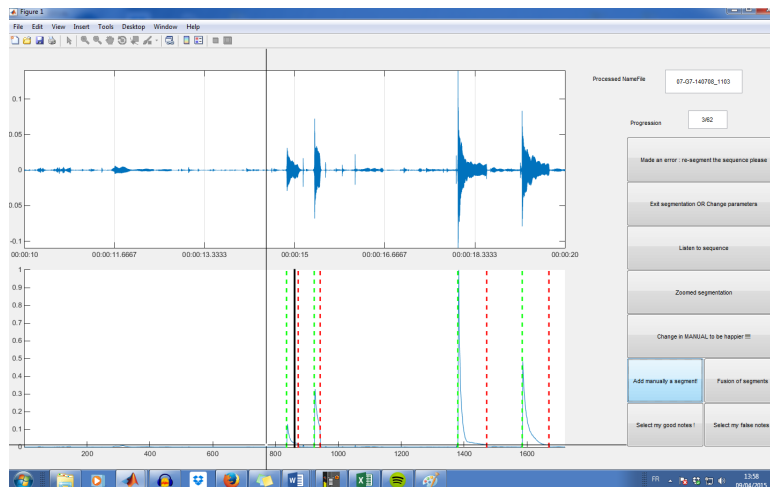 Figure 1
File Edit View Insert Tools Desktop Window Help
Processed NameFile
07-G7-140708_1103
Progression
3/62
Made an error : re-segment the sequence please
Exit segmentation OR Change parameters
Listen to sequence
Zoomed segmentation
Change in MANUAL to be happier !!!!
Add manually a segment!
Fusion of segments
Select my good notes !
Select my false notes
0.1
0.05
0
0.05
-0.1
00:00:10 00:00:11.6667 00:00:13.3333 00:00:15 00:00:16.6667 00:00:18.3333 00:00:20
1
0.9
0.8
0.7
0.6
0.5
0.4
0.3
0.2
0.1
0
200 400 600 800 1000 1200 1400 1600
FR
13:58
09/04/2015